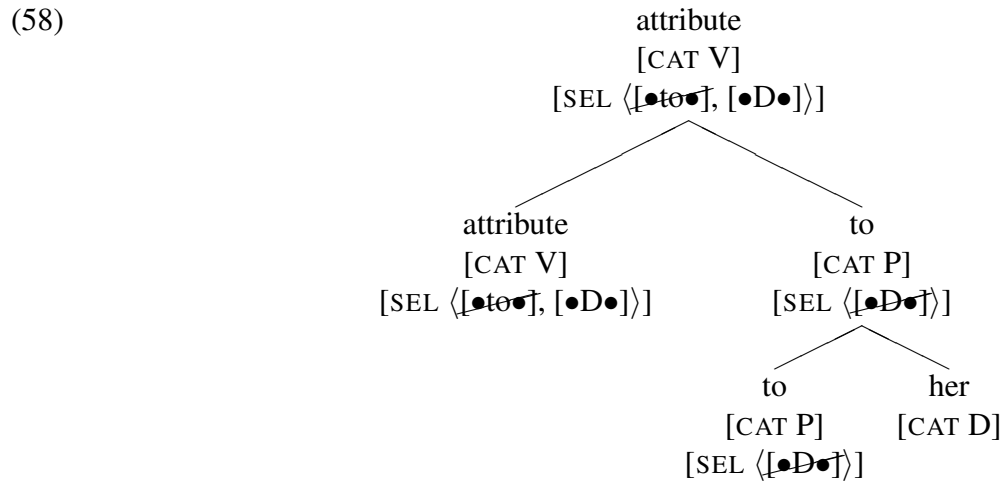 (58) attribute
[CAT V]
[SEL ⟨[●to●], [●D●]⟩]
attribute to
[CAT V] [CAT P]
[SEL ⟨[●to●], [●D●]⟩] [SEL ⟨[●D●]⟩]
to her
[CAT P] [CAT D]
[SEL ⟨[●D●]⟩]